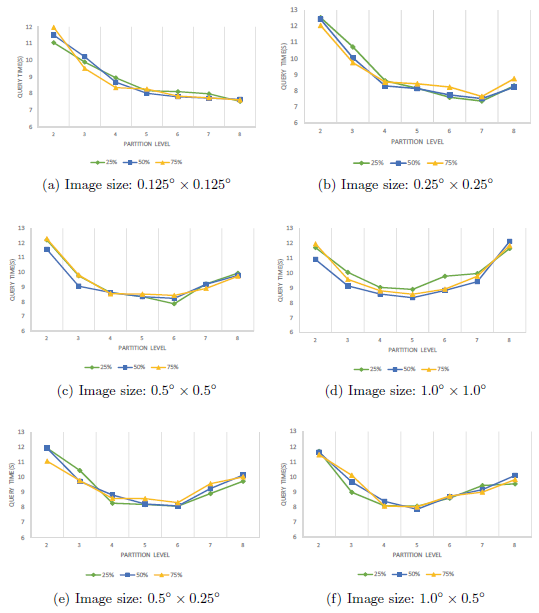 12
11
10
9
8
7
6
QUERY TIME(S)
2 3 4 5 6 7 8
PARTITION LEVEL
25% 50% 75%
(a) Image size: 0.125° × 0.125°
13
12
11
10
9
8
7
6
QUERY TIME(S)
2 3 4 5 6 7 8
PARTITION LEVEL
25% 50% 75%
(b) Image size: 0.25° × 0.25°
13
12
11
10
9
8
7
6
QUERY TIME(S)
2 3 4 5 6 7 8
PARTITION LEVEL
25% 50% 75%
(c) Image size: 0.5° × 0.5°
13
12
11
10
9
8
7
6
QUERY TIME(S)
2 3 4 5 6 7 8
PARTITION LEVEL
25% 50% 75%
(d) Image size: 1.0° × 1.0°
13
12
11
10
9
8
7
6
QUERY TIME(S)
2 3 4 5 6 7 8
PARTITION LEVEL
25% 50% 75%
(e) Image size: 0.5° × 0.25°
13
12
11
10
9
8
7
6
QUERY TIME(S)
2 3 4 5 6 7 8
PARTITION LEVEL
25% 50% 75%
(f) Image size: 1.0° × 0.5°